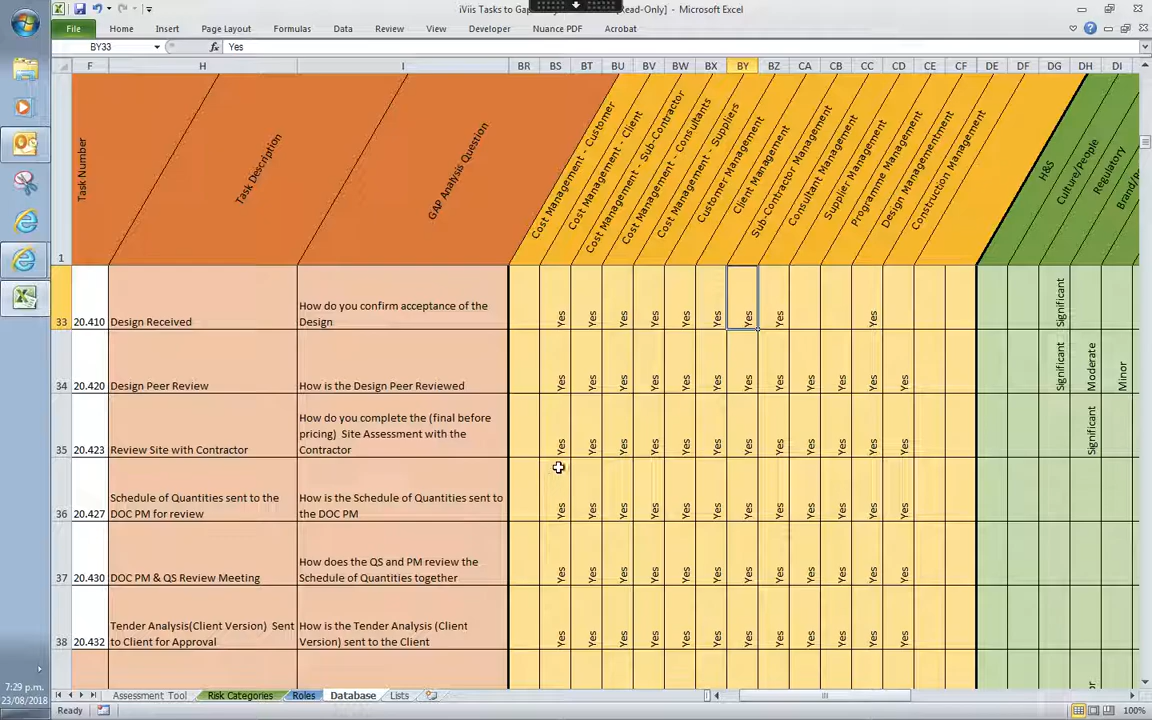 iViis Tasks to Gap
[Read-Only] - Microsoft Excel
File Home Insert Page Layout Formulas Data Review View Developer Nuance PDF Acrobat
BY33 fx Yes
F H I BR BS BT BU BV BW BX BY BZ CA CB CC CD CE CF DE DF DG DH DI
1
Task Number
Task Description
GAP Analysis Question
Cost Management - Customer
Cost Management - Client
Cost Management - Sub-Contractor
Cost Management - Consultants
Cost Management - Suppliers
Customer Management
Client Management
Sub-Contractor Management
Consultant Management
Supplier Management
Programme Management
Design Managementment
Construction Management
H&S
Culture/People
Regulatory
33 20.410 Design Received
How do you confirm acceptance of the
Design
Yes Yes Yes Yes Yes Yes Yes Yes Yes Significant
34 20.420 Design Peer Review How is the Design Peer Reviewed
Yes Yes Yes Yes Yes Yes Yes Yes Yes Yes Yes Yes Significant Moderate Minor
35 20.423 Review Site with Contractor
How do you complete the (final before
pricing) Site Assessment with the
Contractor
Yes Yes Yes Yes Yes Yes Yes Yes Yes Yes Yes Yes Significant
36 20.427 Schedule of Quantities sent to the
DOC PM for review
How is the Schedule of Quantities sent to
the DOC PM
Yes Yes Yes Yes Yes Yes Yes Yes Yes Yes Yes Yes
37 20.430 DOC PM & QS Review Meeting
How does the QS and PM review the
Schedule of Quantities together
Yes Yes Yes Yes Yes Yes Yes Yes Yes Yes Yes Yes
38 20.432 Tender Analysis(Client Version) Sent
to Client for Approval
How is the Tender Analysis (Client
Version) sent to the Client
Yes Yes Yes Yes Yes Yes Yes Yes Yes Yes Yes Yes
Assessment Tool Risk Categories Roles Database Lists
Ready 100%
7:29 p.m.
23/08/2018